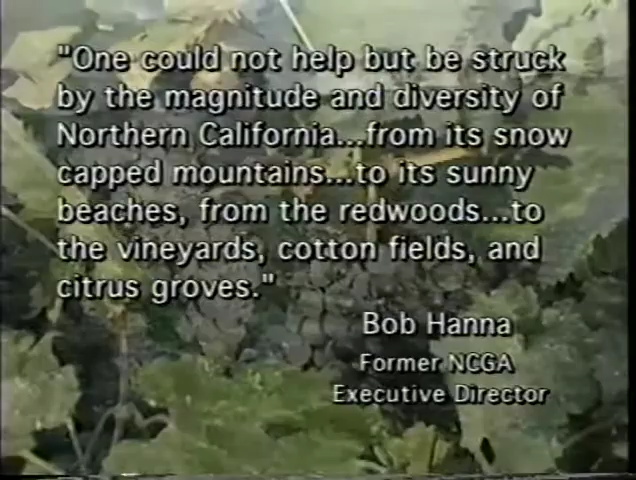 "One could not help but be struck
by the magnitude and diversity of
Northern California...from its snow
capped mountains...to its sunny
beaches, from the redwoods...to
the vineyards, cotton fields, and
citrus groves."
Bob Hanna
Former NCGA
Executive Director